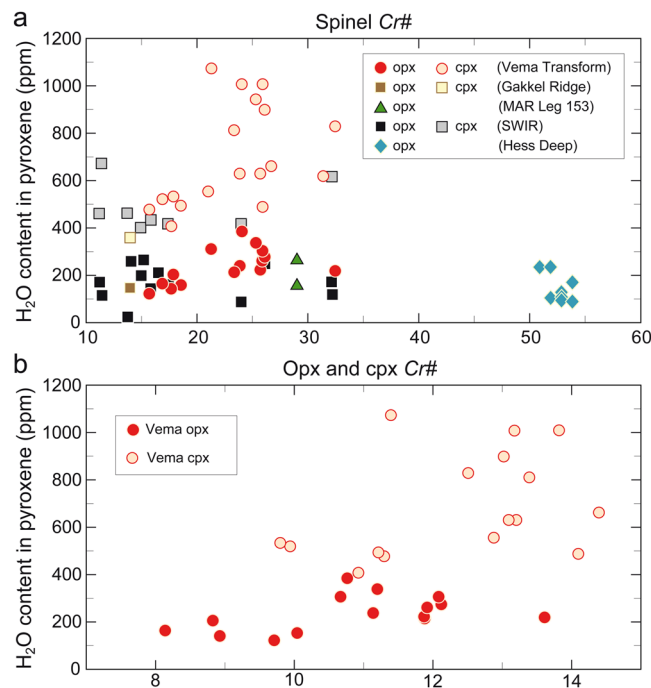 a
Spinel Cr#
H₂O content in pyroxene (ppm)
1200
1000
800
600
400
200
0
10 20 30 40 50 60
opx cpx (Vema Transform)
opx cpx (Gakkel Ridge)
opx (MAR Leg 153)
opx cpx (SWIR)
opx (Hess Deep)
b
Opx and cpx Cr#
H₂O content in pyroxene (ppm)
1200
1000
800
600
400
200
0
8 10 12 14
Vema opx
Vema cpx